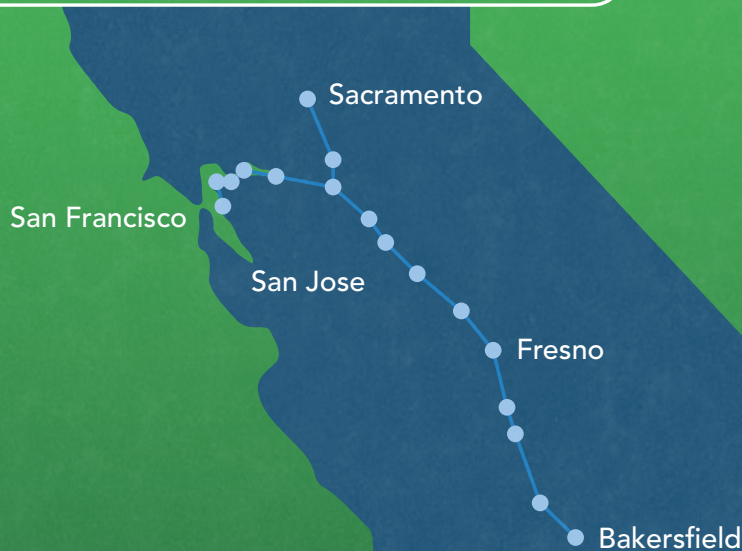 Sacramento
San Francisco
San Jose
Fresno
Bakersfield